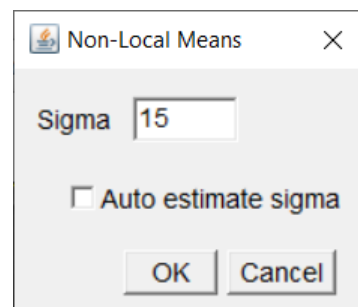 Non-Local Means
Sigma 15
Auto estimate sigma
OK Cancel